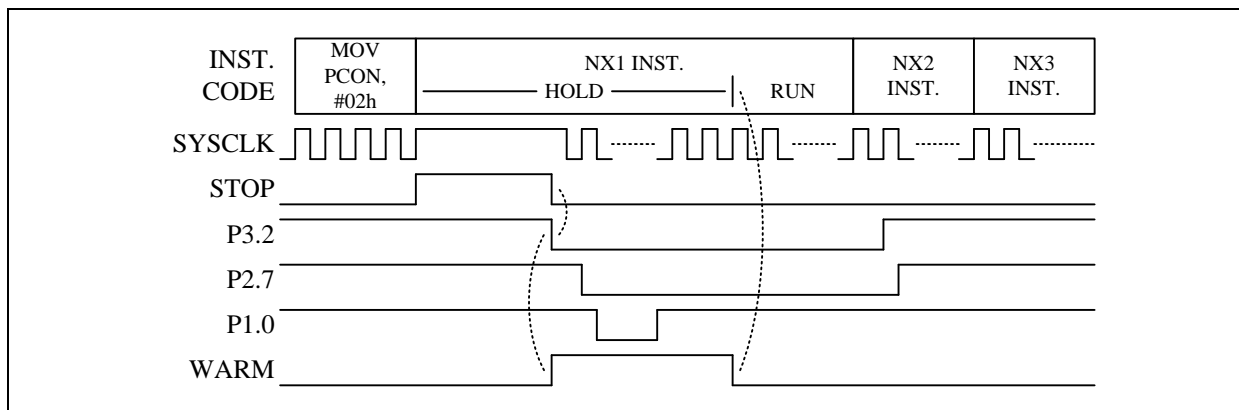 INST. CODE
MOV PCON, #02h
NX1 INST.
HOLD
RUN
NX2 INST.
NX3 INST.
SYSCLK
STOP
P3.2
P2.7
P1.0
WARM